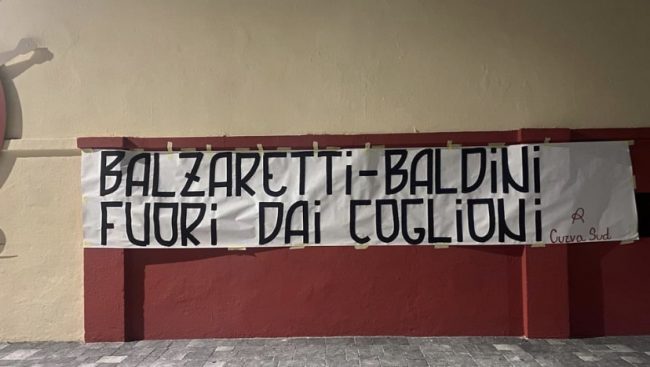 BALZARETTi-BALDiNi
FUORi DAi COGLIONi
R
Curva Sud